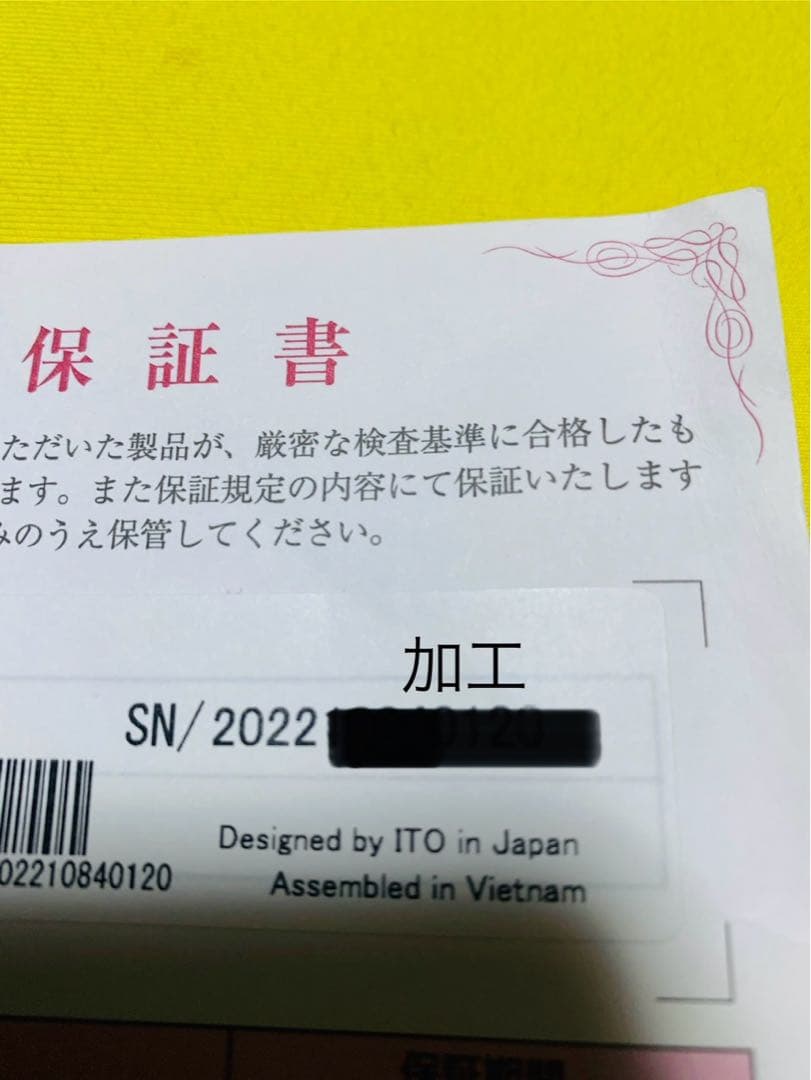 保証書
ただいた製品が、厳密な検査基準に合格したも
ます。また保証規定の内容にて保証いたします
みのうえ保管してください。
加工
SN/2022
Designed by ITO in Japan
02210840120
Assembled in Vietnam